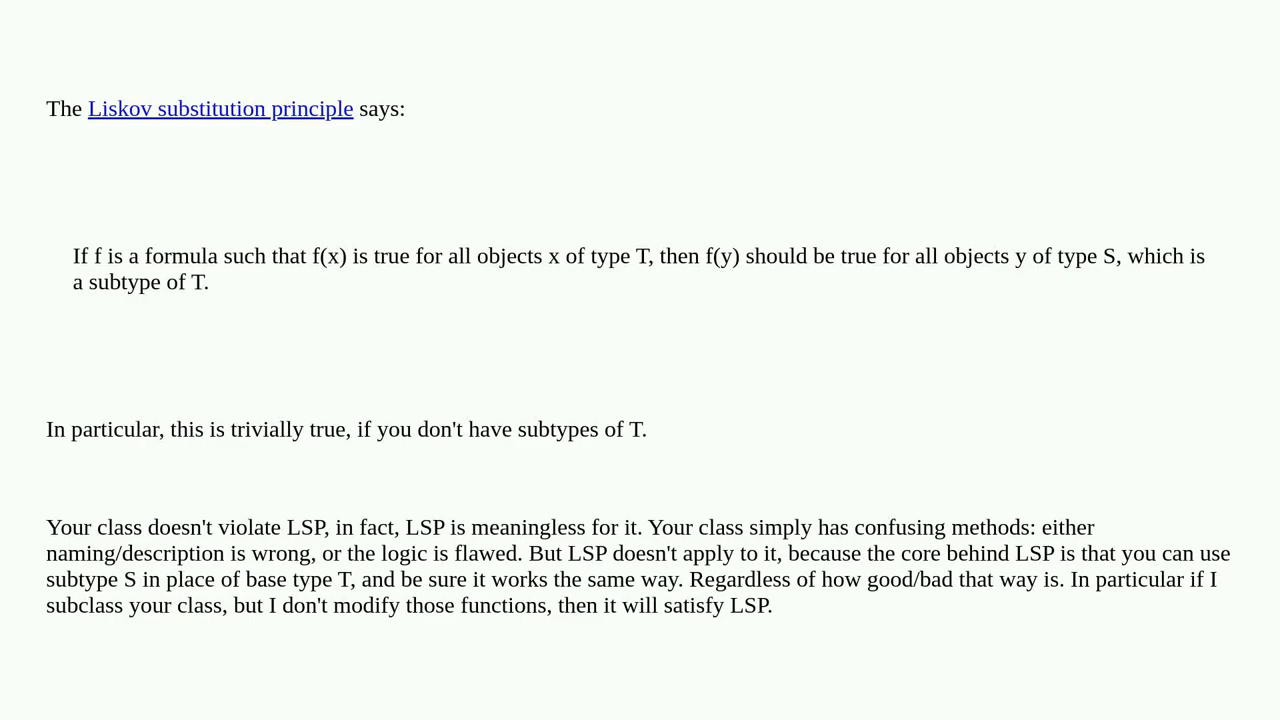 The Liskov substitution principle says:
If f is a formula such that f(x) is true for all objects x of type T, then f(y) should be true for all objects y of type S, which is
a subtype of T.
In particular, this is trivially true, if you don't have subtypes of T.
Your class doesn't violate LSP, in fact, LSP is meaningless for it. Your class simply has confusing methods: either
naming/description is wrong, or the logic is flawed. But LSP doesn't apply to it, because the core behind LSP is that you can use
subtype S in place of base type T, and be sure it works the same way. Regardless of how good/bad that way is. In particular if I
subclass your class, but I don't modify those functions, then it will satisfy LSP.